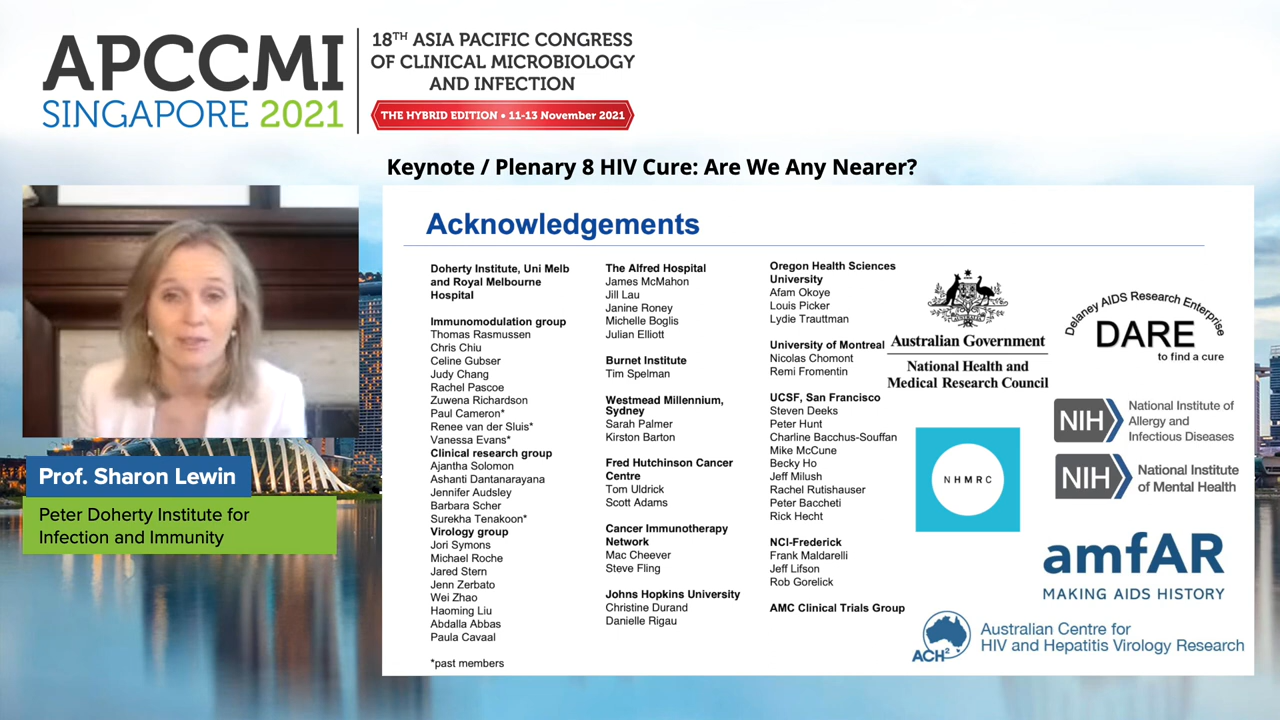 APCCMI
SINGAPORE 2021
18TH ASIA PACIFIC CONGRESS
OF CLINICAL MICROBIOLOGY
AND INFECTION
THE HYBRID EDITION • 11-13 November 2021
Keynote / Plenary 8 HIV Cure: Are We Any Nearer?
Prof. Sharon Lewin
Peter Doherty Institute for
Infection and Immunity
Acknowledgements
Doherty Institute, Uni Melb
and Royal Melbourne
Hospital
Immunomodulation group
Thomas Rasmussen
Chris Chiu
Celine Gubser
Judy Chang
Rachel Pascoe
Zuwena Richardson
Paul Cameron*
Renee van der Sluis*
Vanessa Evans*
Clinical research group
Ajantha Solomon
Ashanti Dantanarayana
Jennifer Audsley
Barbara Scher
Surekha Tenakoon*
Virology group
Jori Symons
Michael Roche
Jared Stern
Jenn Zerbato
Wei Zhao
Haoming Liu
Abdalla Abbas
Paula Cavaal
*past members
The Alfred Hospital
James McMahon
Jill Lau
Janine Roney
Michelle Boglis
Julian Elliott
Burnet Institute
Tim Spelman
Westmead Millennium,
Sydney
Sarah Palmer
Kirston Barton
Fred Hutchinson Cancer
Centre
Tom Uldrick
Scott Adams
Cancer Immunotherapy
Network
Mac Cheever
Steve Fling
Johns Hopkins University
Christine Durand
Danielle Rigau
Oregon Health Sciences
University
Afam Okoye
Louis Picker
Lydie Trauttman
University of Montreal
Nicolas Chomont
Remi Fromentin
UCSF, San Francisco
Steven Deeks
Peter Hunt
Charline Bacchus-Souffan
Mike McCune
Becky Ho
Jeff Milush
Rachel Rutishauser
Peter Baccheti
Rick Hecht
NCI-Frederick
Frank Maldarelli
Jeff Lifson
Rob Gorelick
AMC Clinical Trials Group
Australian Government
National Health and
Medical Research Council
Delaney AIDS Research Enterprise
DARE
to find a cure
NHMRC
NIH
National Institute of
Allergy and
Infectious Diseases
NIH
National Institute
of Mental Health
amfAR
MAKING AIDS HISTORY
ACH2
Australian Centre for
HIV and Hepatitis Virology Research